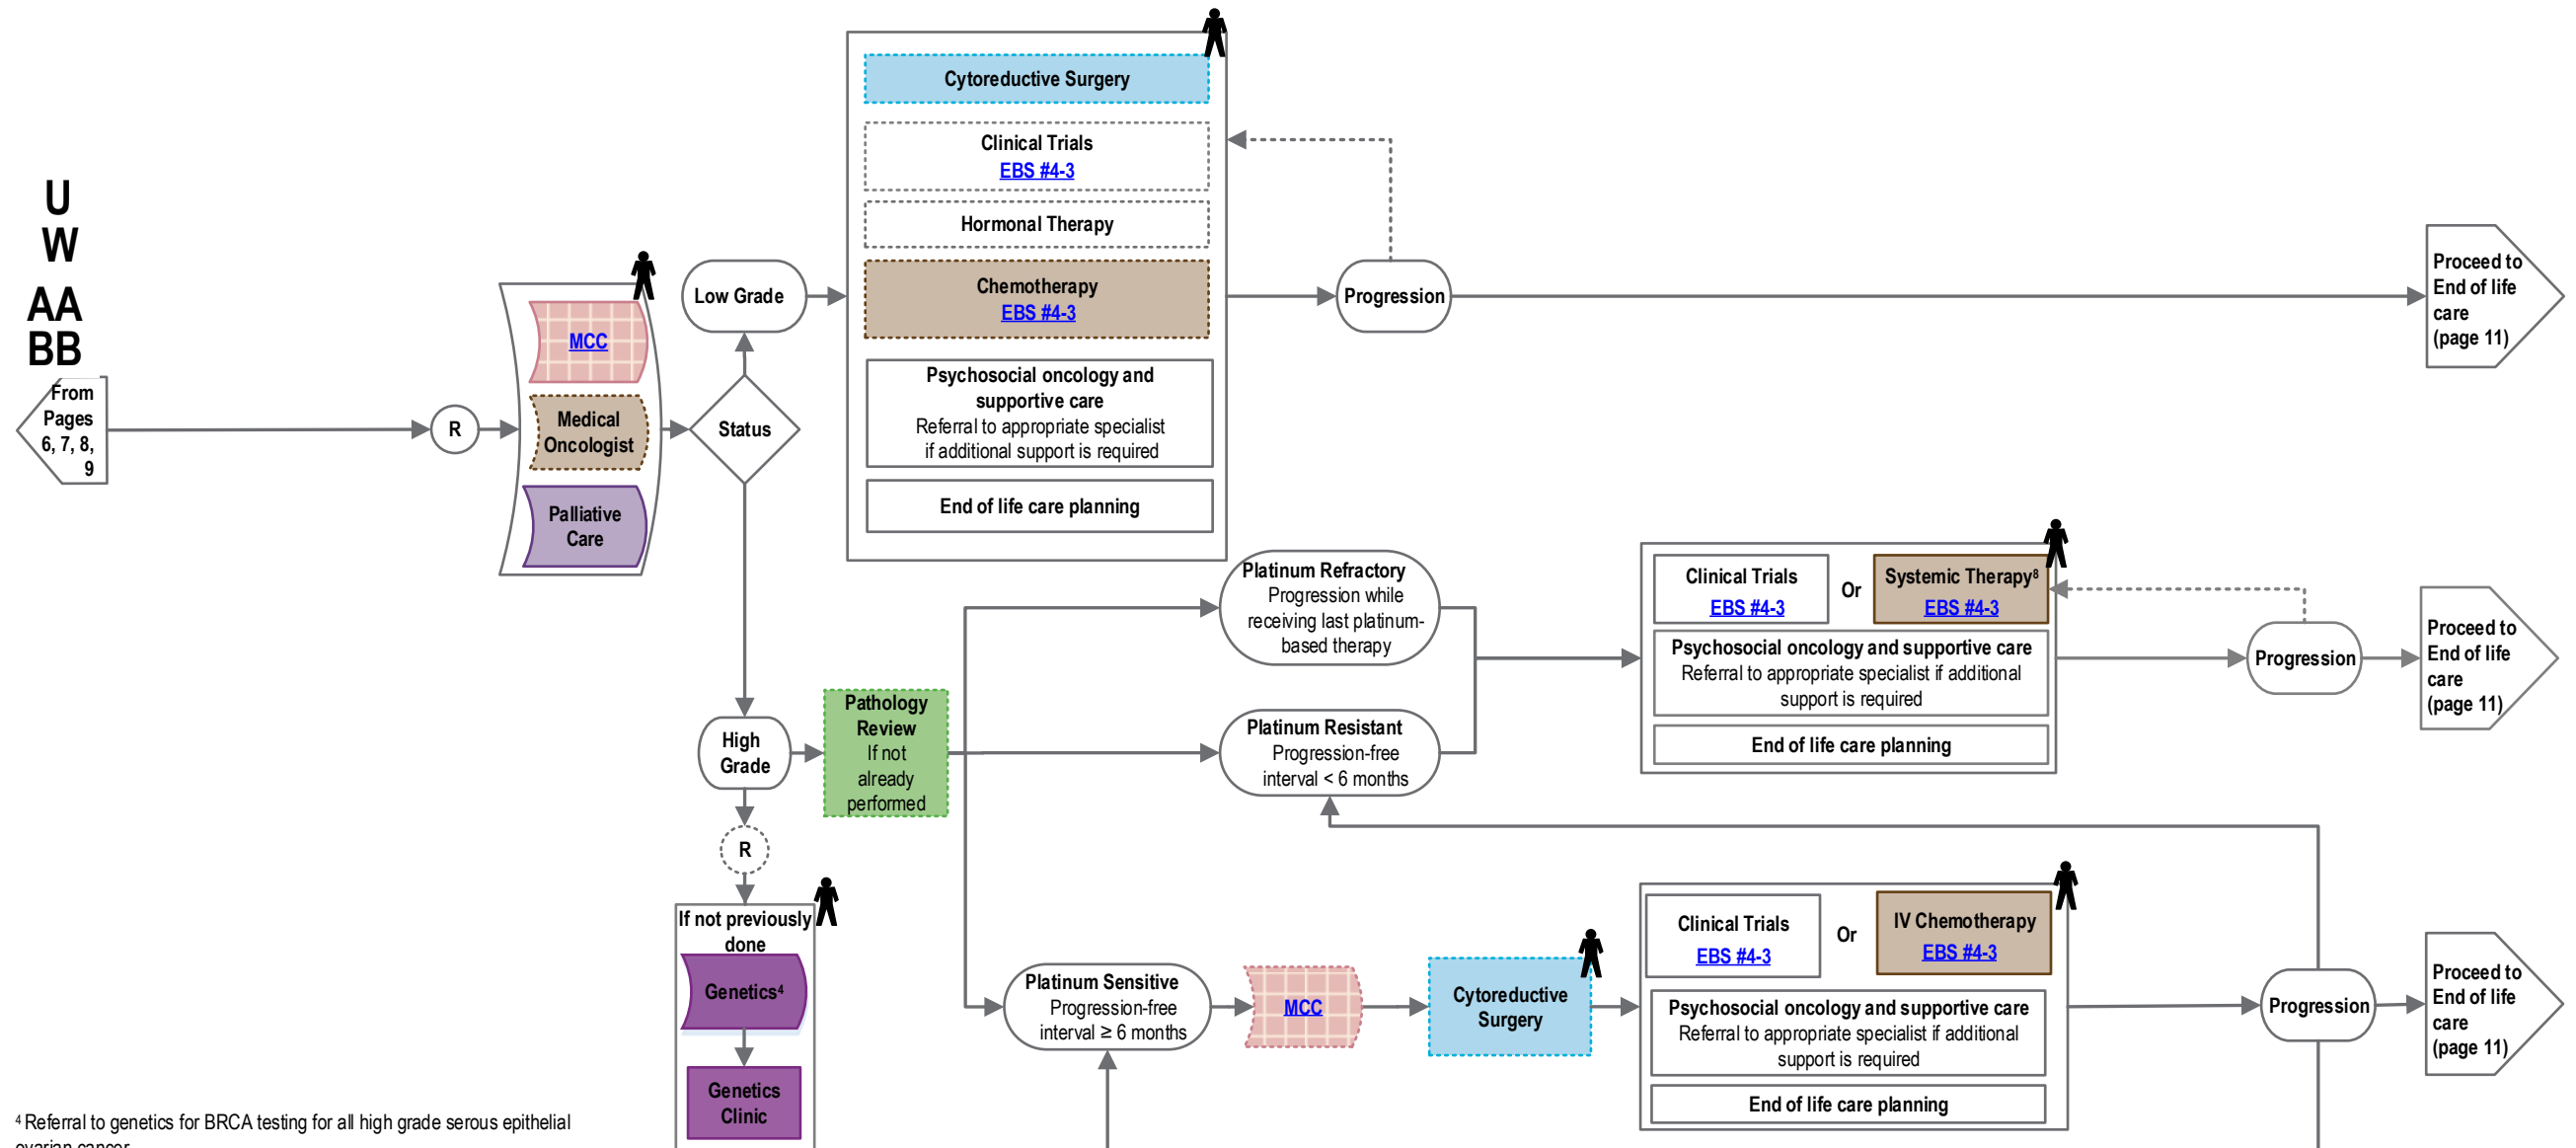 U
W
AA
BB
From
Pages
6, 7, 8,
9
R
MCC
Medical
Oncologist
Palliative
Care
Status
Low Grade
Cytoreductive Surgery
Clinical Trials
EBS #4-3
Hormonal Therapy
Chemotherapy
EBS #4-3
Psychosocial oncology and
supportive care
Referral to appropriate specialist
if additional support is required
End of life care planning
Progression
Proceed to
End of life
care
(page 11)
High
Grade
Pathology
Review
If not
already
performed
Platinum Refractory
Progression while
receiving last platinum-
based therapy
Platinum Resistant
Progression-free
interval < 6 months
Clinical Trials
EBS #4-3
Or
Systemic Therapy⁸
EBS #4-3
Psychosocial oncology and supportive care
Referral to appropriate specialist if additional
support is required
End of life care planning
Progression
Proceed to
End of life
care
(page 11)
R
If not previously
done
Genetics⁴
Genetics
Clinic
Platinum Sensitive
Progression-free
interval ≥ 6 months
MCC
Cytoreductive
Surgery
Clinical Trials
EBS #4-3
Or
IV Chemotherapy
EBS #4-3
Psychosocial oncology and supportive care
Referral to appropriate specialist if additional
support is required
End of life care planning
Progression
Proceed to
End of life
care
(page 11)
⁴ Referral to genetics for BRCA testing for all high grade serous epithelial
ovarian cancer